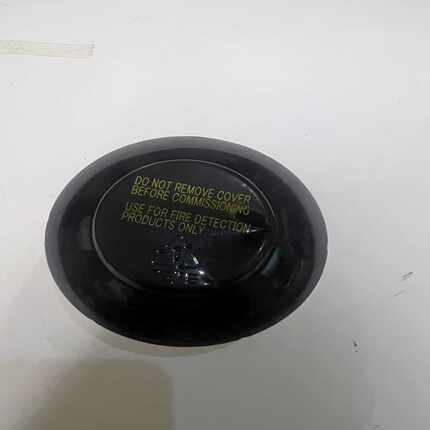 DO NOT REMOVE COVER
BEFORE COMMISSIONING
USE FOR FIRE DETECTION
PRODUCTS ONLY